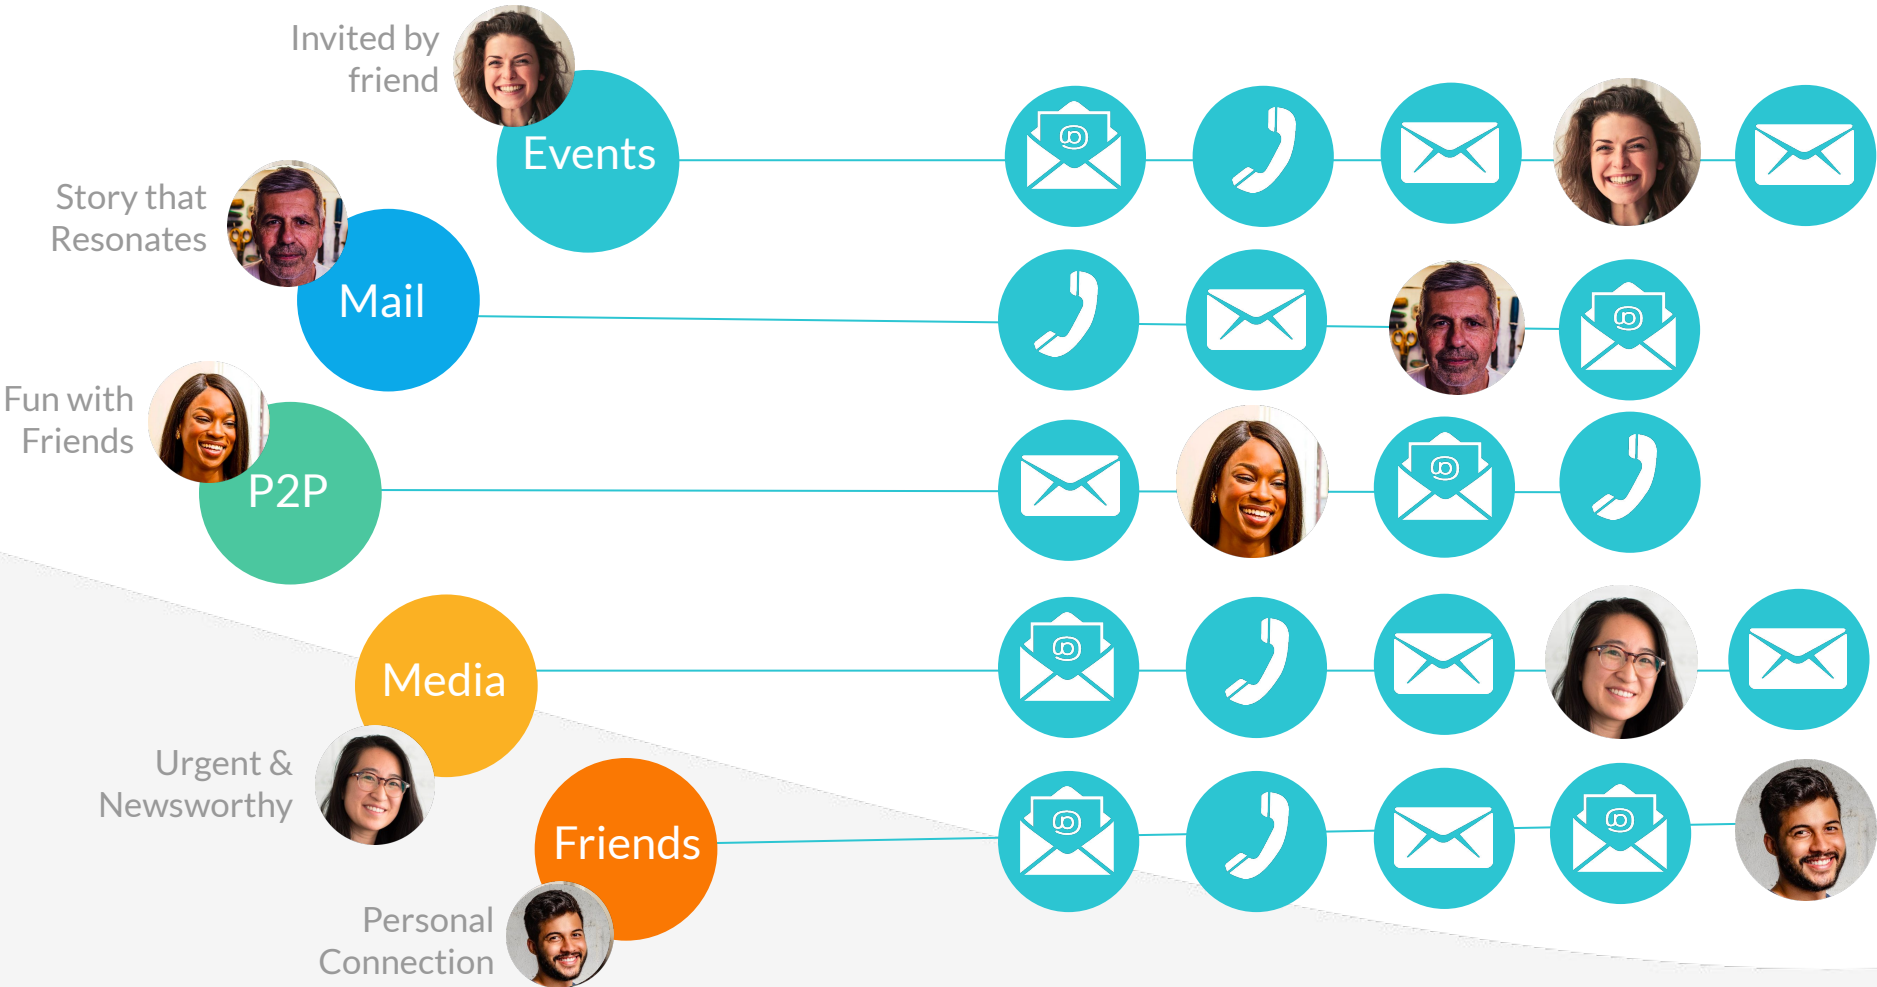 Invited by
friend
Events
Story that
Resonates
Mail
Fun with
Friends
P2P
Media
Urgent &
Newsworthy
Friends
Personal
Connection
@
@
@
@
@
@